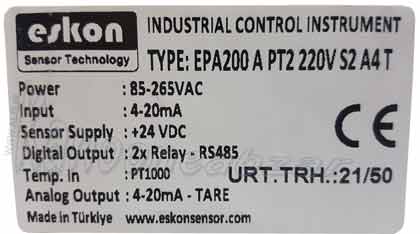 eskon
Sensor Technology
INDUSTRIAL CONTROL INSTRUMENT
TYPE: EPA200 A PT2 220V S2 A4 T
Power : 85-265VAC
Input : 4-20mA
Sensor Supply : +24 VDC
Digital Output : 2x Relay - RS485
Temp. In : PT1000
Analog Output : 4-20mA - TARE
CE
URT.TRH.:21/50
Made in Türkiye www.eskonsensor.com